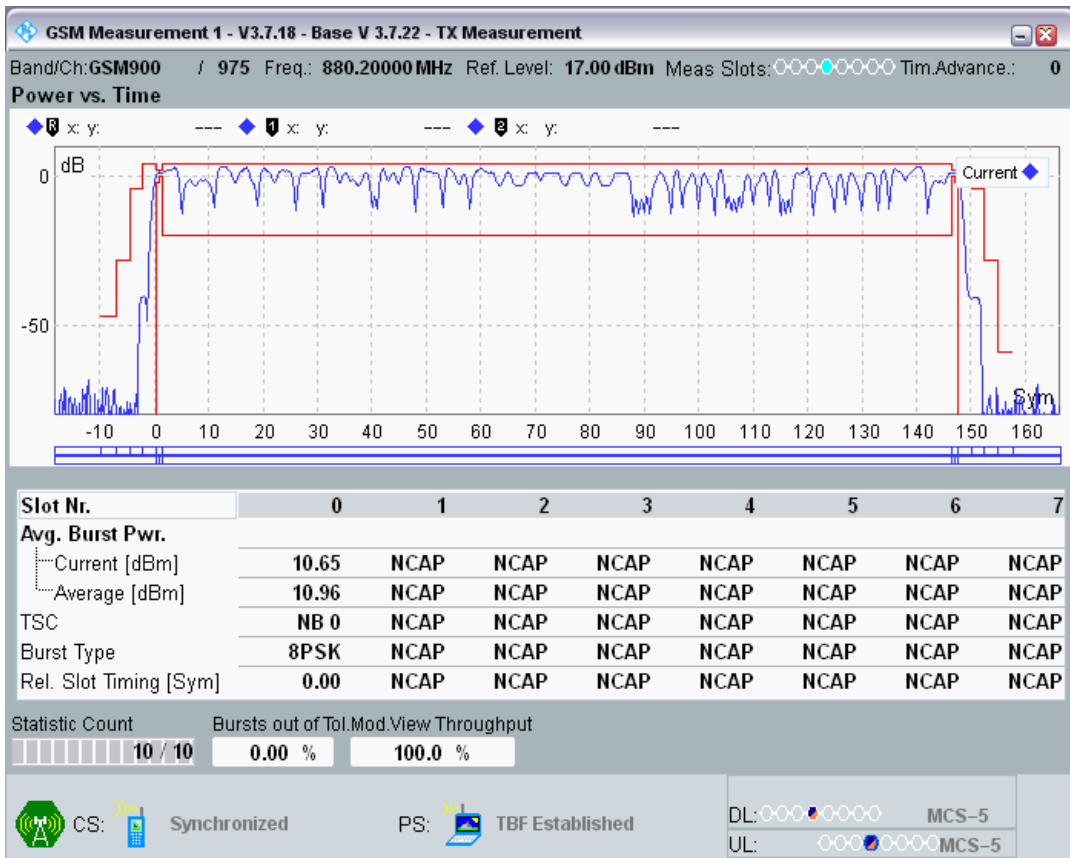 GSM Measurement 1 - V3.7.18 - Base V 3.7.22 - TX Measurement
Band/Ch:GSM900 / 975 Freq.: 880.20000 MHz Ref. Level: 17.00 dBm Meas Slots: Tim.Advance.: 0
Power vs. Time
R x: y: --- 1 x: y: --- 2 x: y: ---
dB
Current
0
-50
Sym
-10 0 10 20 30 40 50 60 70 80 90 100 110 120 130 140 150 160
Slot Nr. 0 1 2 3 4 5 6 7
Avg. Burst Pwr.
Current [dBm] 10.65 NCAP NCAP NCAP NCAP NCAP NCAP NCAP
Average [dBm] 10.96 NCAP NCAP NCAP NCAP NCAP NCAP NCAP
TSC NB 0 NCAP NCAP NCAP NCAP NCAP NCAP NCAP
Burst Type 8PSK NCAP NCAP NCAP NCAP NCAP NCAP NCAP
Rel. Slot Timing [Sym] 0.00 NCAP NCAP NCAP NCAP NCAP NCAP NCAP
Statistic Count Bursts out of Tol. Mod.View Throughput
10 / 10 0.00 % 100.0 %
CS: Synchronized PS: TBF Established
DL: MCS-5
UL: MCS-5